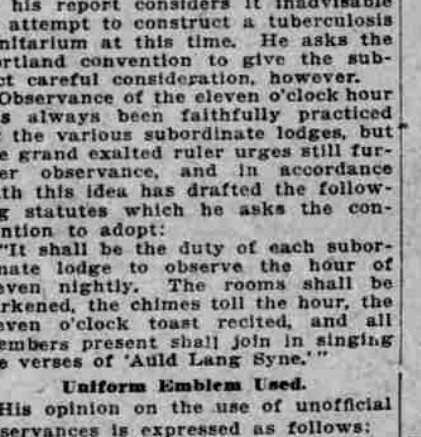 his report considers it inadvisable
attempt to construct a tuberculosis
nitarium at this time. He asks the
rtland convention to give the sub-
ct careful consideration, however.
Observance of the eleven o'clock hour
s always been faithfully practiced
the various subordinate lodges, but
e grand exalted ruler urges still fur-
er observance, and in accordance
th this idea has drafted the follow-
g statutes which he asks the con-
ntion to adopt:
"It shall be the duty of each subor-
nate lodge to observe the hour of
even nightly. The rooms shall be
rkened, the chimes toll the hour, the
even o'clock toast recited, and all
embers present shall join in singing
e verses of 'Auld Lang Syne.'"
Uniform Emblem Used.
His opinion on the use of unofficial
servances is expressed as follows: